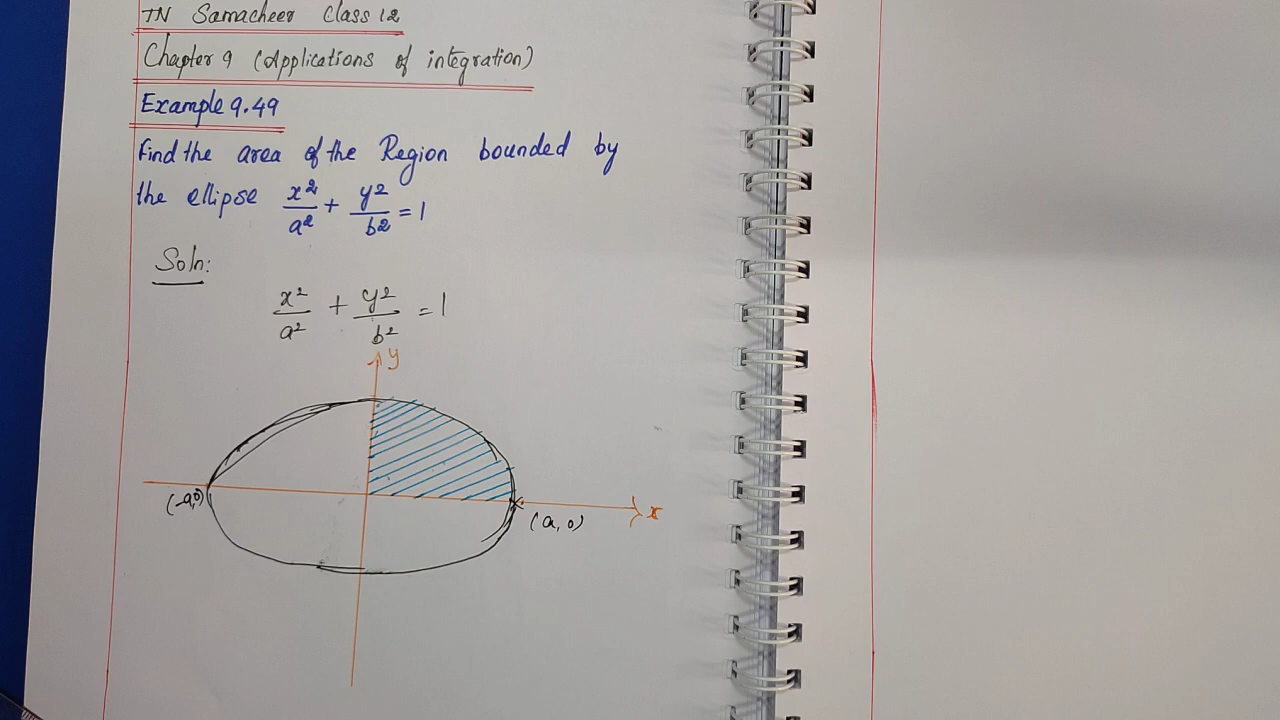 TN Samacheer Class 12
Chapter 9 (Applications of integration)
Example 9.49
Find the area of the Region bounded by
the ellipse x²/a² + y²/b² = 1
Soln:
x²/a² + y²/b² = 1
y
(-a,0)
(a,0)
x